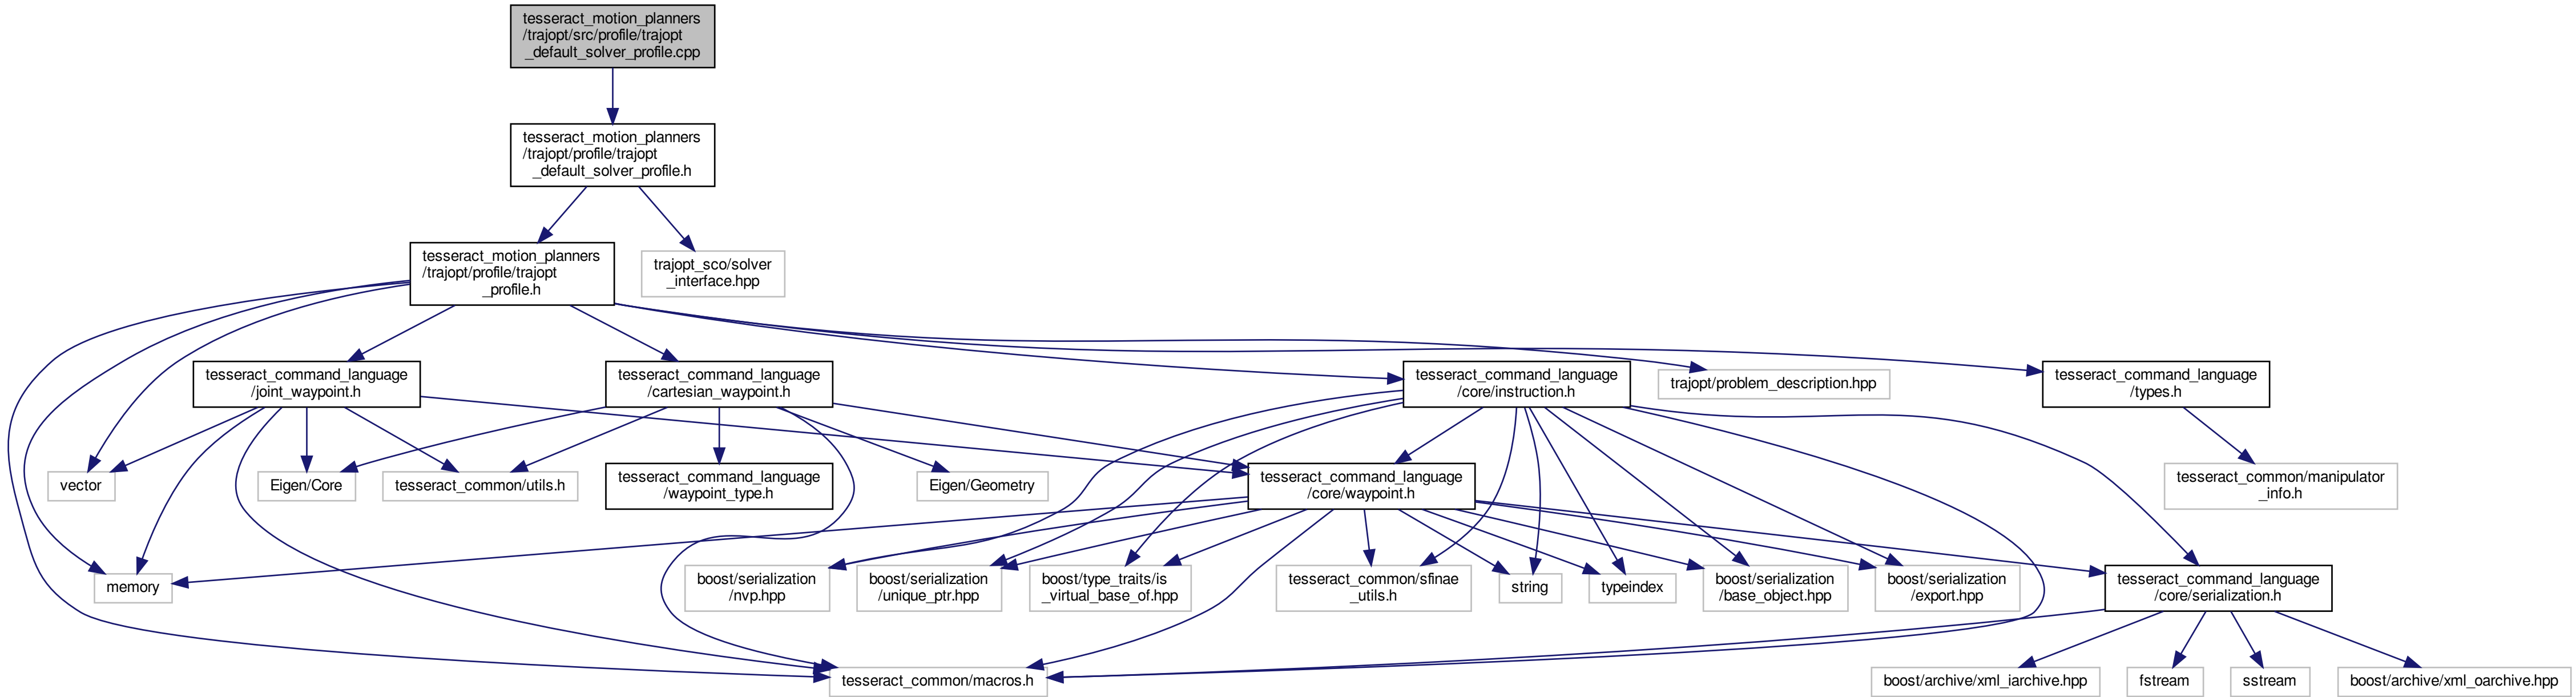 tesseract_motion_planners
/trajopt/src/profile/trajopt
_default_solver_profile.cpp
tesseract_motion_planners
/trajopt/profile/trajopt
_default_solver_profile.h
tesseract_motion_planners
/trajopt/profile/trajopt
_profile.h
trajopt_sco/solver
_interface.hpp
tesseract_command_language
/joint_waypoint.h
tesseract_command_language
/cartesian_waypoint.h
tesseract_command_language
/core/instruction.h
trajopt/problem_description.hpp
tesseract_command_language
/types.h
vector
Eigen/Core
tesseract_common/utils.h
tesseract_command_language
/waypoint_type.h
Eigen/Geometry
tesseract_command_language
/core/waypoint.h
tesseract_common/manipulator
_info.h
memory
boost/serialization
/nvp.hpp
boost/serialization
/unique_ptr.hpp
boost/type_traits/is
_virtual_base_of.hpp
tesseract_common/sfinae
_utils.h
string
typeindex
boost/serialization
/base_object.hpp
boost/serialization
/export.hpp
tesseract_command_language
/core/serialization.h
tesseract_common/macros.h
boost/archive/xml_iarchive.hpp
fstream
sstream
boost/archive/xml_oarchive.hpp